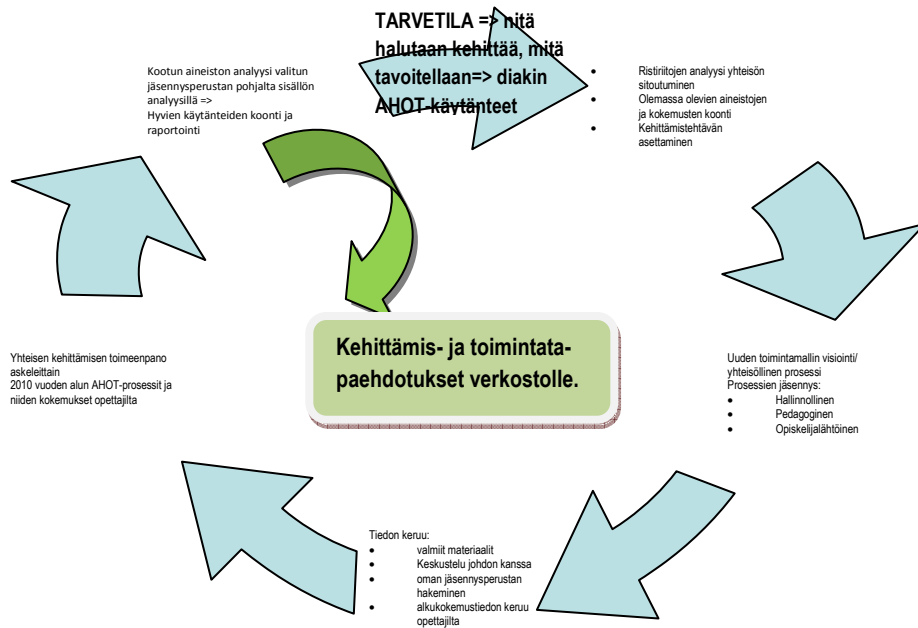 TARVETILA => nitä
halutaan kehittää, mitä
tavoitellaan=> diakin
AHOT-käytänteet
Kootun aineiston analyysi valitun
jäsennysperustan pohjalta sisällön
analyysillä =>
Hyvien käytänteiden koonti ja
raportointi
• Ristiriitojen analyysi yhteisön
sitoutuminen
• Olemassa olevien aineistojen
ja kokemusten koonti
• Kehittämistehtävän
asettaminen
Kehittämis- ja toimintata-
paehdotukset verkostolle.
Yhteisen kehittämisen toimeenpano
askeleittain
2010 vuoden alun AHOT-prosessit ja
niiden kokemukset opettajilta
Uuden toimintamallin visiointi/
yhteisöllinen prosessi
Prosessien jäsennys:
• Hallinnollinen
• Pedagoginen
• Opiskelijalähtöinen
Tiedon keruu:
• valmiit materiaalit
• Keskustelu johdon kanssa
• oman jäsennysperustan
hakeminen
• alkukokemustiedon keruu
opettajilta